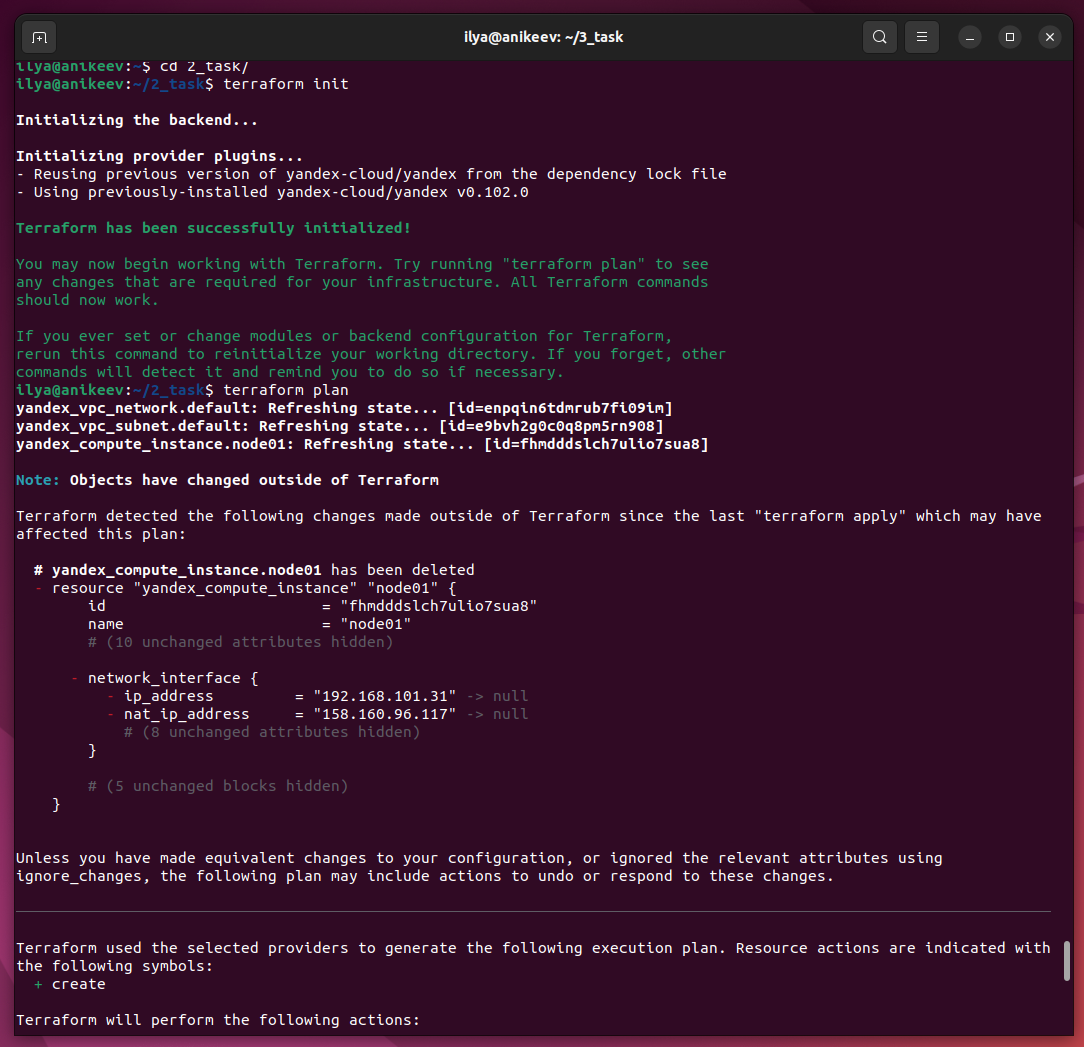 ilya@anikeev: ~/3_task
ilya@anikeev:~$ cd 2_task/
ilya@anikeev:~/2_task$ terraform init
Initializing the backend...
Initializing provider plugins...
- Reusing previous version of yandex-cloud/yandex from the dependency lock file
- Using previously-installed yandex-cloud/yandex v0.102.0
Terraform has been successfully initialized!
You may now begin working with Terraform. Try running "terraform plan" to see
any changes that are required for your infrastructure. All Terraform commands
should now work.
If you ever set or change modules or backend configuration for Terraform,
rerun this command to reinitialize your working directory. If you forget, other
commands will detect it and remind you to do so if necessary.
ilya@anikeev:~/2_task$ terraform plan
yandex_vpc_network.default: Refreshing state... [id=enpqin6tdmrub7fi09im]
yandex_vpc_subnet.default: Refreshing state... [id=e9bvh2g0c0q8pm5rn908]
yandex_compute_instance.node01: Refreshing state... [id=fhmdddslch7ulio7sua8]
Note: Objects have changed outside of Terraform
Terraform detected the following changes made outside of Terraform since the last "terraform apply" which may have
affected this plan:
# yandex_compute_instance.node01 has been deleted
- resource "yandex_compute_instance" "node01" {
id = "fhmdddslch7ulio7sua8"
name = "node01"
# (10 unchanged attributes hidden)
- network_interface {
- ip_address = "192.168.101.31" -> null
- nat_ip_address = "158.160.96.117" -> null
# (8 unchanged attributes hidden)
}
# (5 unchanged blocks hidden)
}
Unless you have made equivalent changes to your configuration, or ignored the relevant attributes using
ignore_changes, the following plan may include actions to undo or respond to these changes.
Terraform used the selected providers to generate the following execution plan. Resource actions are indicated with
the following symbols:
+ create
Terraform will perform the following actions: